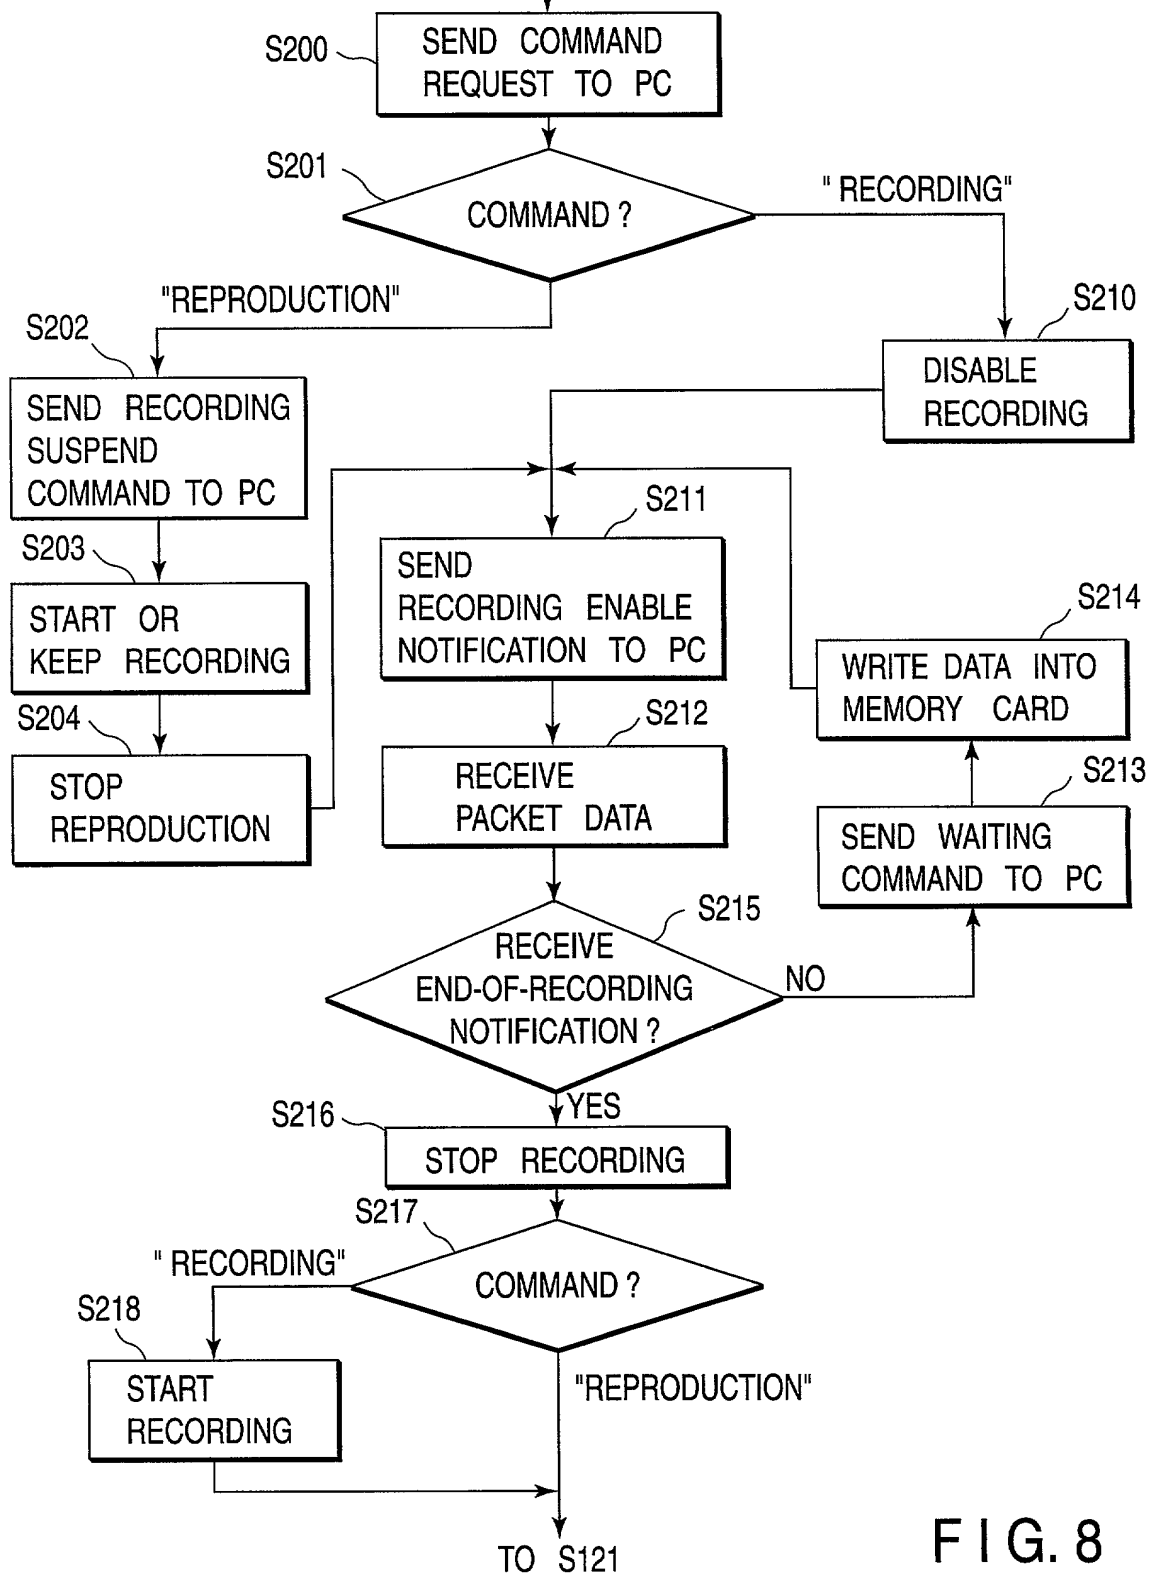 S200
SEND COMMAND
REQUEST TO PC
S201
COMMAND ?
" RECORDING"
"REPRODUCTION"
S210
DISABLE
RECORDING
S202
SEND RECORDING
SUSPEND
COMMAND TO PC
S203
START OR
KEEP RECORDING
S204
STOP
REPRODUCTION
S211
SEND
RECORDING ENABLE
NOTIFICATION TO PC
S212
RECEIVE
PACKET DATA
S214
WRITE DATA INTO
MEMORY CARD
S213
SEND WAITING
COMMAND TO PC
S215
RECEIVE
END-OF-RECORDING
NOTIFICATION ?
NO
YES
S216
STOP RECORDING
S217
COMMAND ?
" RECORDING"
S218
START
RECORDING
"REPRODUCTION"
TO S121
FIG. 8